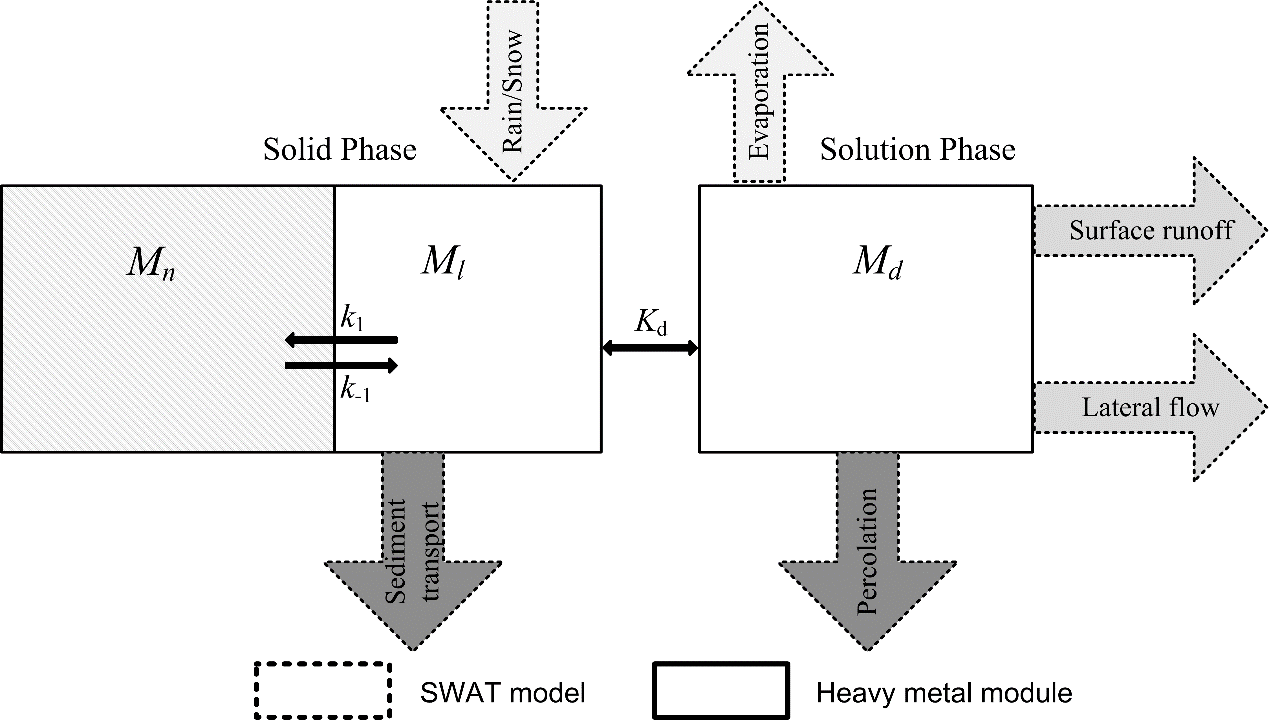 Rain/Snow
Evaporation
Solid Phase
Solution Phase
Mn
Ml
Md
Surface runoff
k1
k-1
Kd
Lateral flow
Sediment
transport
Percolation
SWAT model
Heavy metal module